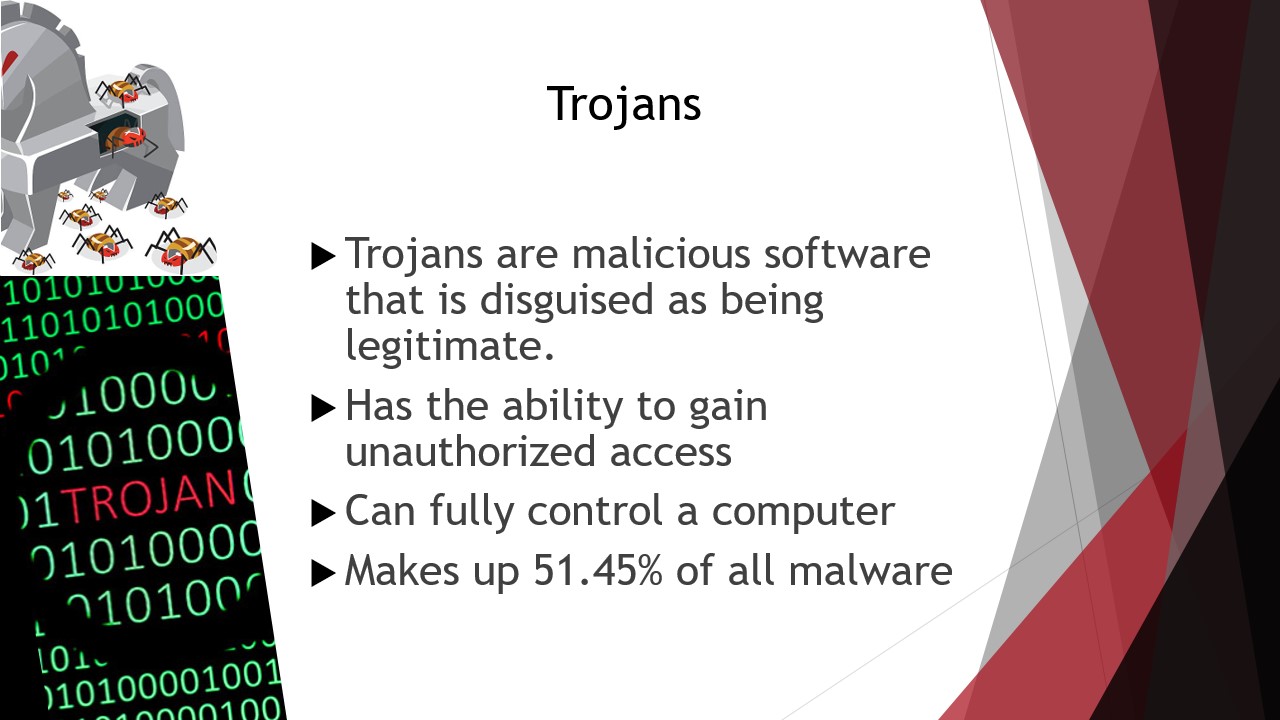 Trojans
Trojans are malicious software
that is disguised as being
legitimate.
Has the ability to gain
unauthorized access
Can fully control a computer
Makes up 51.45% of all malware
1TROJAN